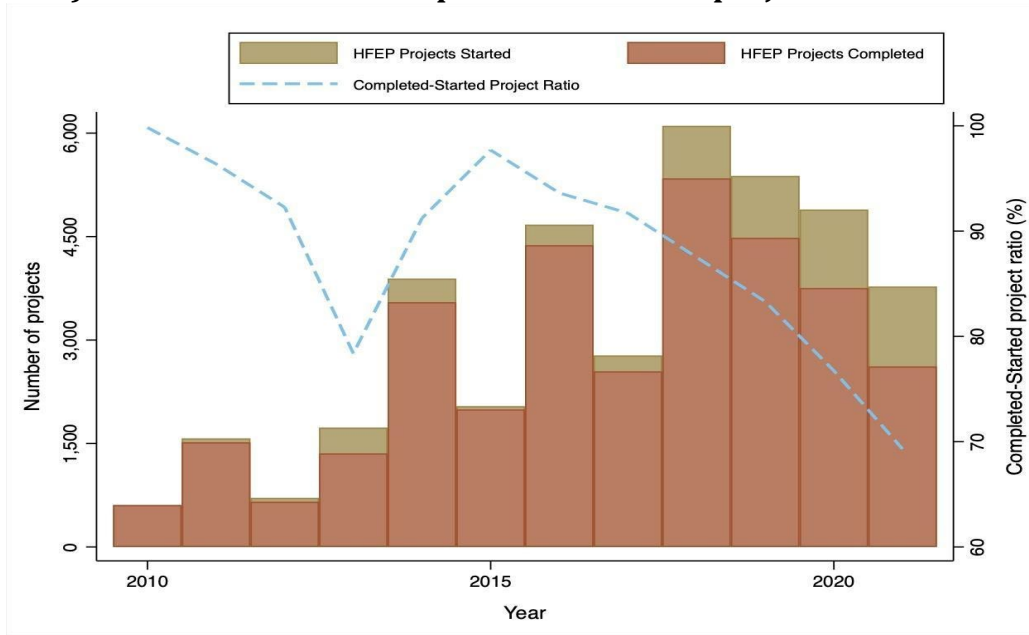 HFEP Projects Started
HFEP Projects Completed
Completed-Started Project Ratio
Number of projects
6,000
4,500
3,000
1,500
0
Completed-Started project ratio (%)
100
90
80
70
60
2010
2015
2020
Year